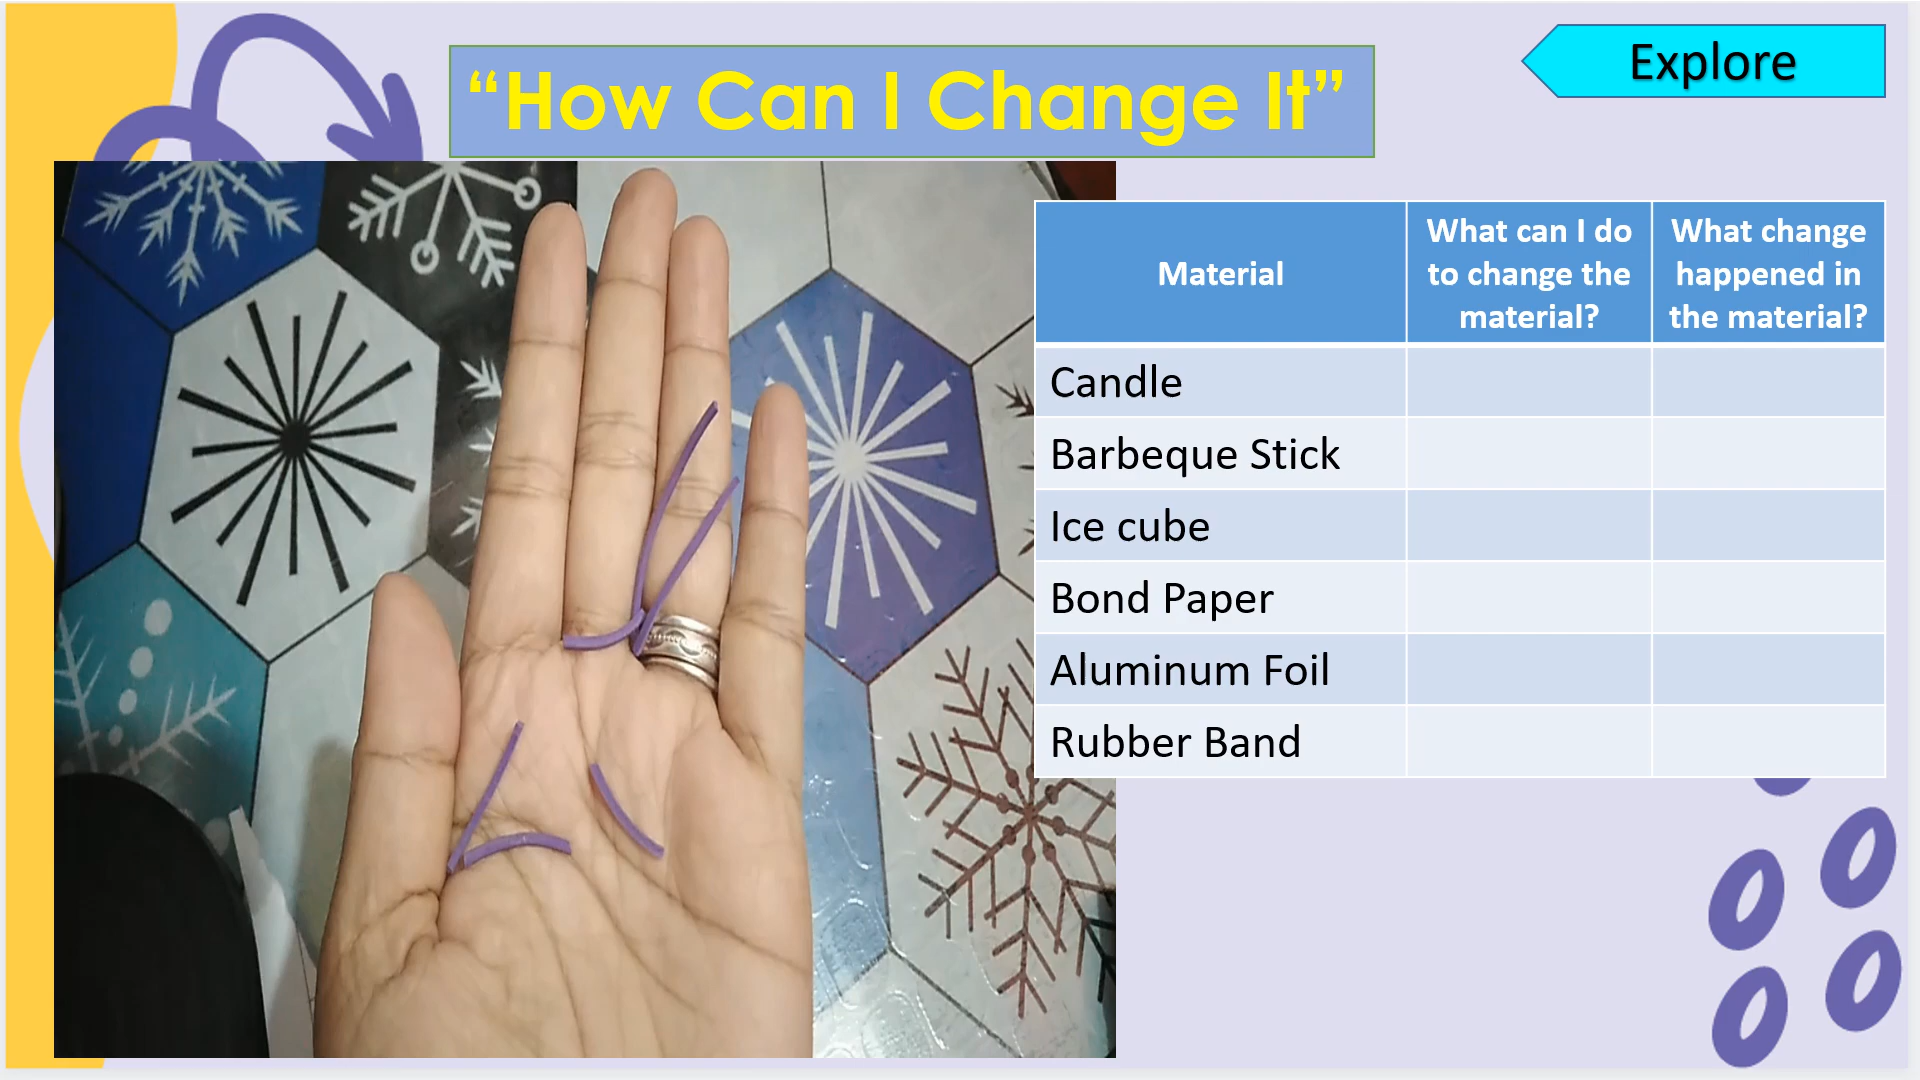 “How Can I Change It”
Explore
Material
What can I do
to change the
material?
What change
happened in
the material?
Candle
Barbeque Stick
Ice cube
Bond Paper
Aluminum Foil
Rubber Band